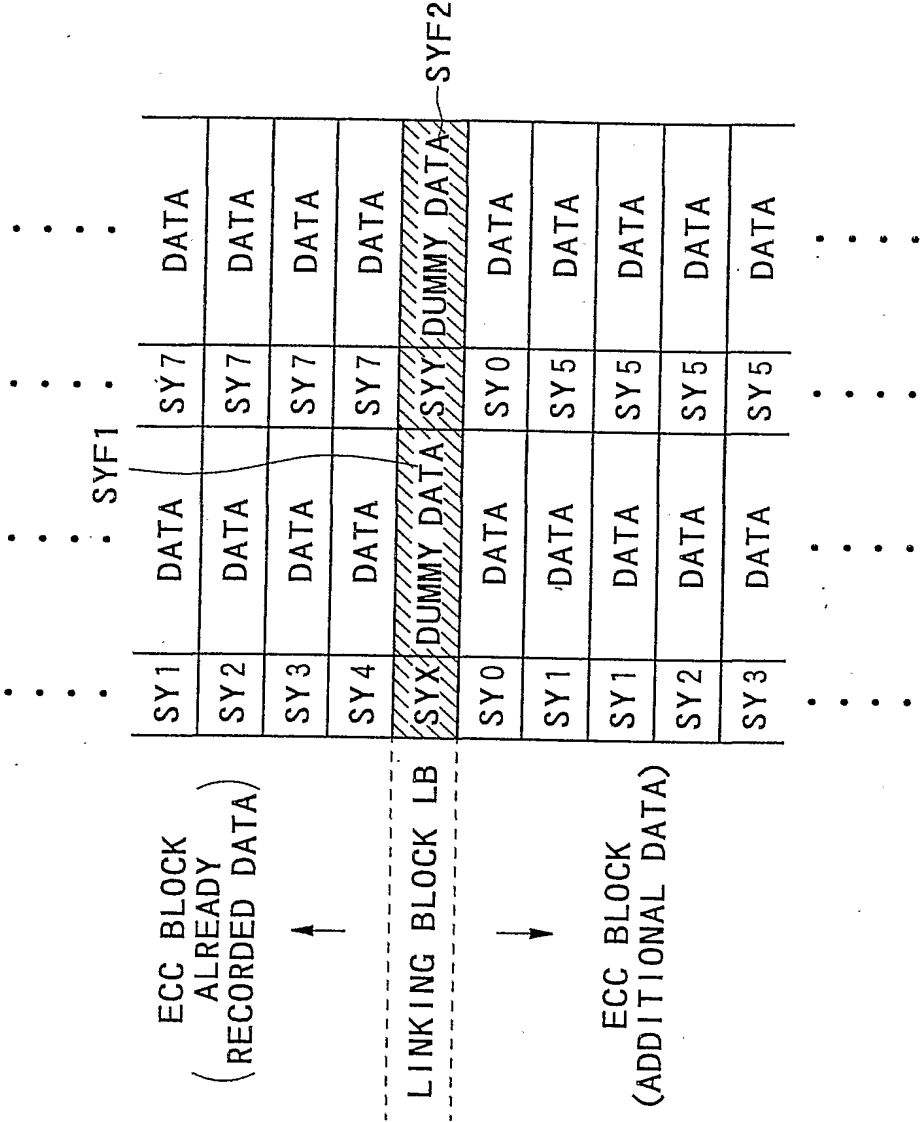 SYF1
ECC BLOCK
(ALREADY
RECORDED DATA)
SY1 DATA SY7 DATA
SY2 DATA SY7 DATA
SY3 DATA SY7 DATA
SY4 DATA SY7 DATA
LINKING BLOCK LB
SYX DUMMY DATA SYY DUMMY DATA
SYF2
SY0 DATA SY0 DATA
SY1 DATA SY5 DATA
SY1 DATA SY5 DATA
SY2 DATA SY5 DATA
SY3 DATA SY5 DATA
ECC BLOCK
(ADDITIONAL DATA)